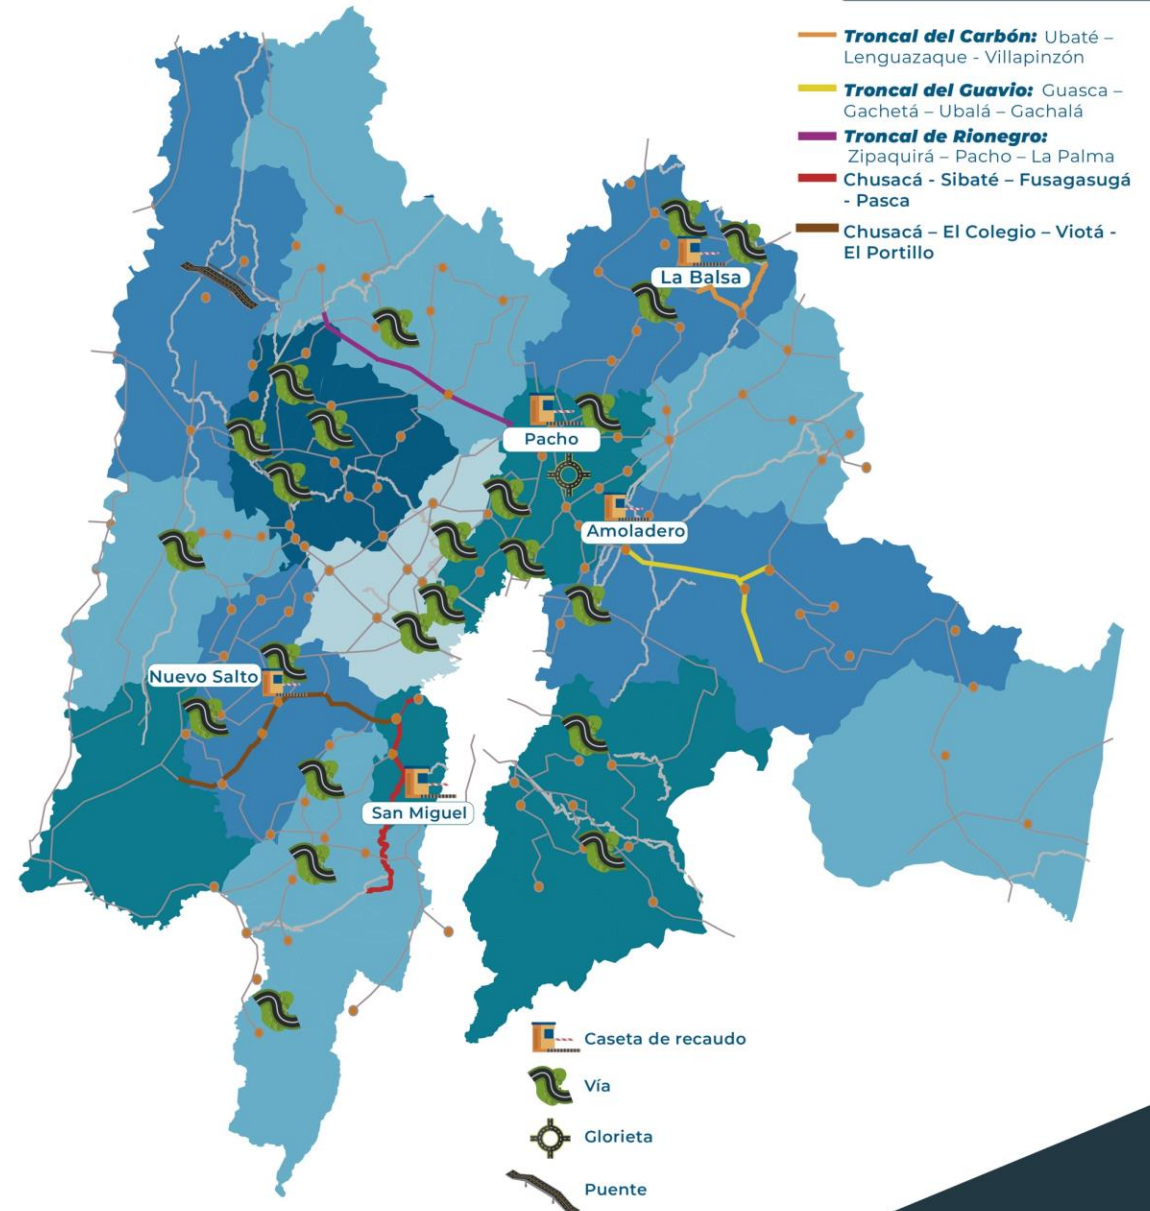 Troncal del Carbón: Ubaté –
Lenguazaque - Villapinzón
Troncal del Guavio: Guasca –
Gachetá – Ubalá – Gachalá
Troncal de Rionegro:
Zipaquirá – Pacho – La Palma
Chusacá - Sibaté – Fusagasugá
- Pasca
Chusacá – El Colegio – Viotá -
El Portillo
La Balsa
Pacho
Amoladero
Nuevo Salto
San Miguel
Caseta de recaudo
Vía
Glorieta
Puente